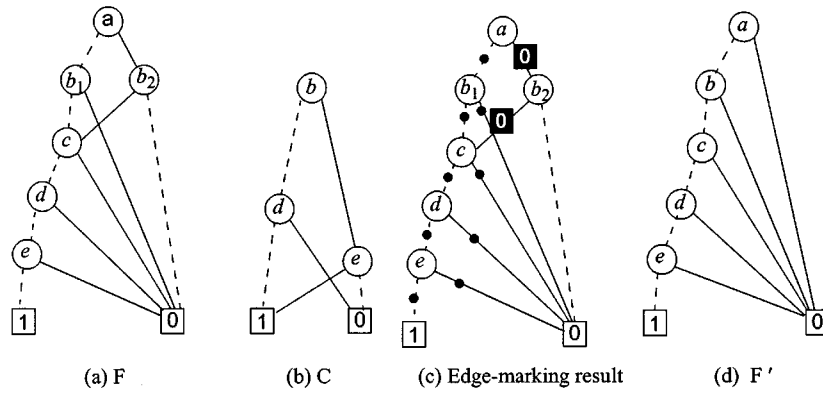 a
b₁ b₂
c
d
e
1 0
(a) F
b
d
e
1 0
(b) C
a
0
b₁ b₂
0
c
d
e
1 0
(c) Edge-marking result
a
b
c
d
e
1 0
(d) F '